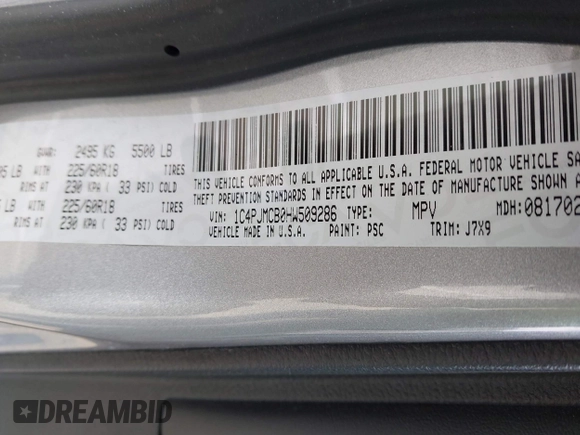 GVWR: 2495 KG 5500 LB
LB WITH 225/60R18 TIRES
RIMS AT 230 KPA ( 33 PSI) COLD
LB WITH 225/60R18 TIRES
RIMS AT 230 KPA ( 33 PSI) COLD
THIS VEHICLE CONFORMS TO ALL APPLICABLE U.S.A. FEDERAL MOTOR VEHICLE SA
THEFT PREVENTION STANDARDS IN EFFECT ON THE DATE OF MANUFACTURE SHOWN A
VIN: 1C4PJMCB0HW509286 TYPE: MPV MDH: 081702
VEHICLE MADE IN U.S.A. PAINT: PSC TRIM: J7X9
DREAMBID